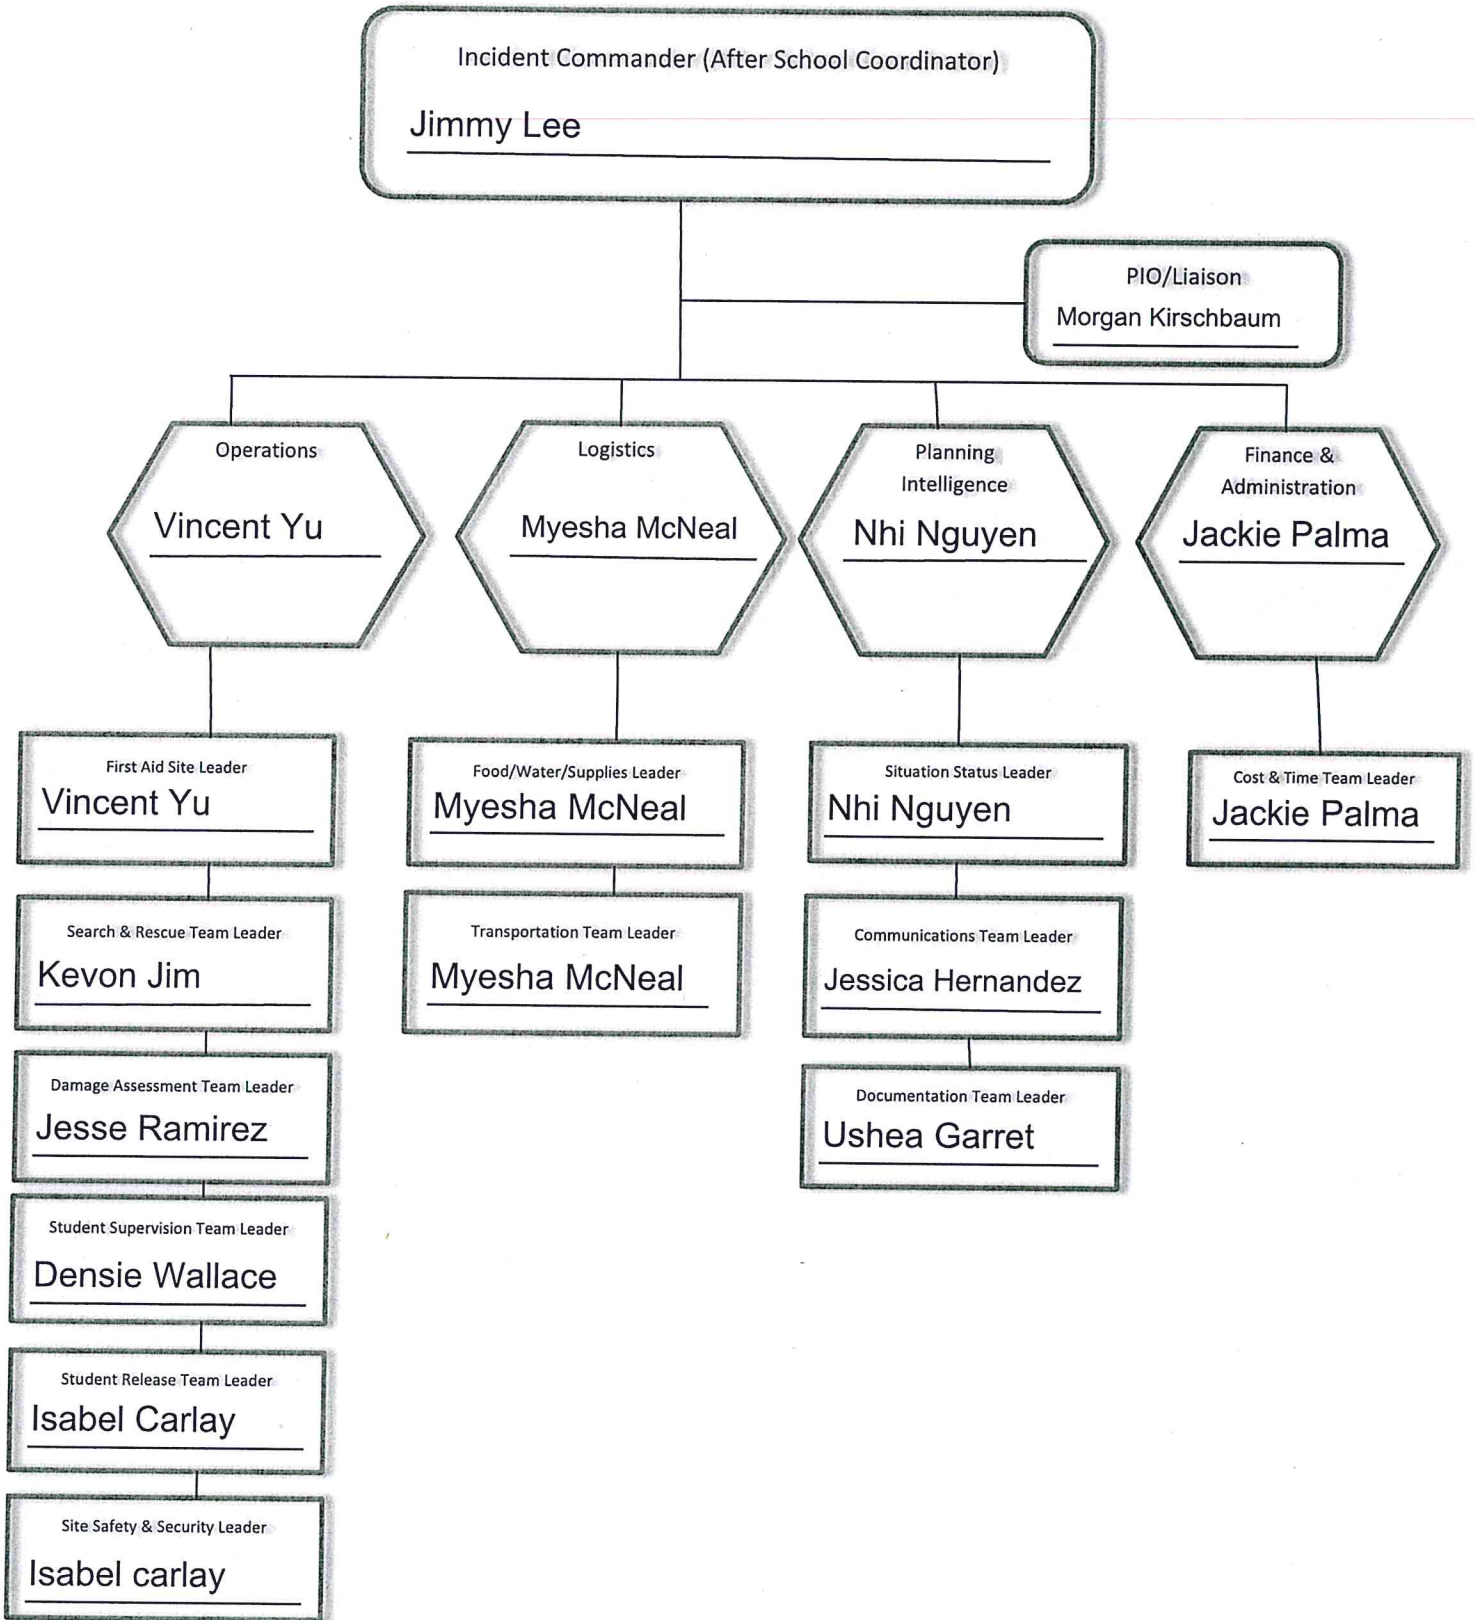 Incident Commander (After School Coordinator)
Jimmy Lee
PIO/Liaison
Morgan Kirschbaum
Operations
Vincent Yu
Logistics
Myesha McNeal
Planning
Intelligence
Nhi Nguyen
Finance &
Administration
Jackie Palma
First Aid Site Leader
Vincent Yu
Search & Rescue Team Leader
Kevon Jim
Damage Assessment Team Leader
Jesse Ramirez
Student Supervision Team Leader
Densie Wallace
Student Release Team Leader
Isabel Carlay
Site Safety & Security Leader
Isabel carlay
Food/Water/Supplies Leader
Myesha McNeal
Transportation Team Leader
Myesha McNeal
Situation Status Leader
Nhi Nguyen
Communications Team Leader
Jessica Hernandez
Documentation Team Leader
Ushea Garret
Cost & Time Team Leader
Jackie Palma